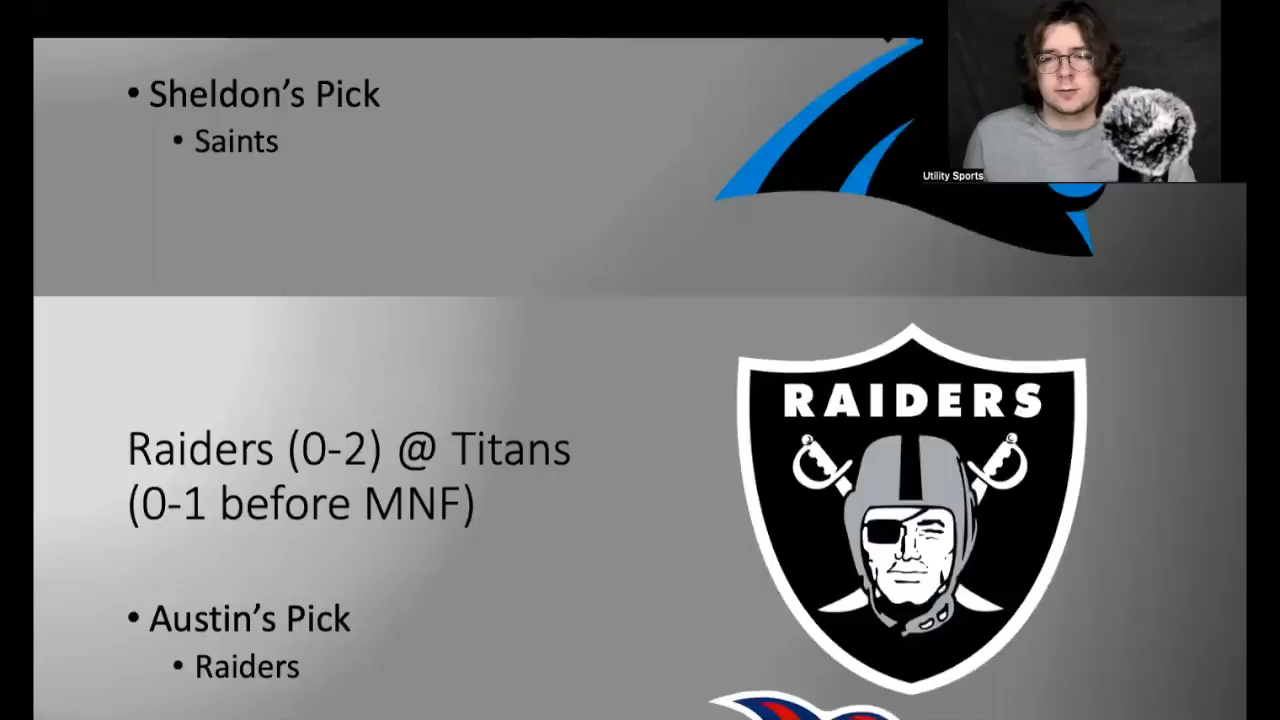 • Sheldon’s Pick
• Saints
Utility Sports
RAIDERS
Raiders (0-2) @ Titans
(0-1 before MNF)
• Austin’s Pick
• Raiders